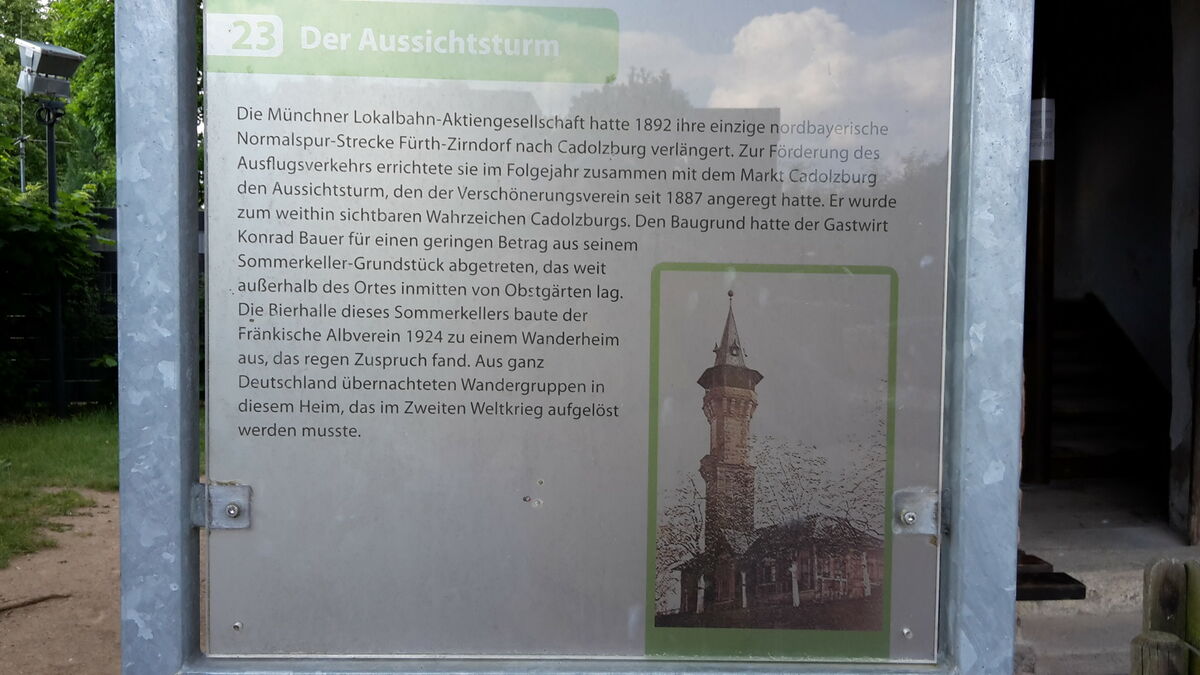 23 Der Aussichtsturm
Die Münchner Lokalbahn-Aktiengesellschaft hatte 1892 ihre einzige nordbayerische
Normalspur-Strecke Fürth-Zirndorf nach Cadolzburg verlängert. Zur Förderung des
Ausflugsverkehrs errichtete sie im Folgejahr zusammen mit dem Markt Cadolzburg
den Aussichtsturm, den der Verschönerungsverein seit 1887 angeregt hatte. Er wurde
zum weithin sichtbaren Wahrzeichen Cadolzburgs. Den Baugrund hatte der Gastwirt
Konrad Bauer für einen geringen Betrag aus seinem
Sommerkeller-Grundstück abgetreten, das weit
außerhalb des Ortes inmitten von Obstgärten lag.
Die Bierhalle dieses Sommerkellers baute der
Fränkische Albverein 1924 zu einem Wanderheim
aus, das regen Zuspruch fand. Aus ganz
Deutschland übernachteten Wandergruppen in
diesem Heim, das im Zweiten Weltkrieg aufgelöst
werden musste.